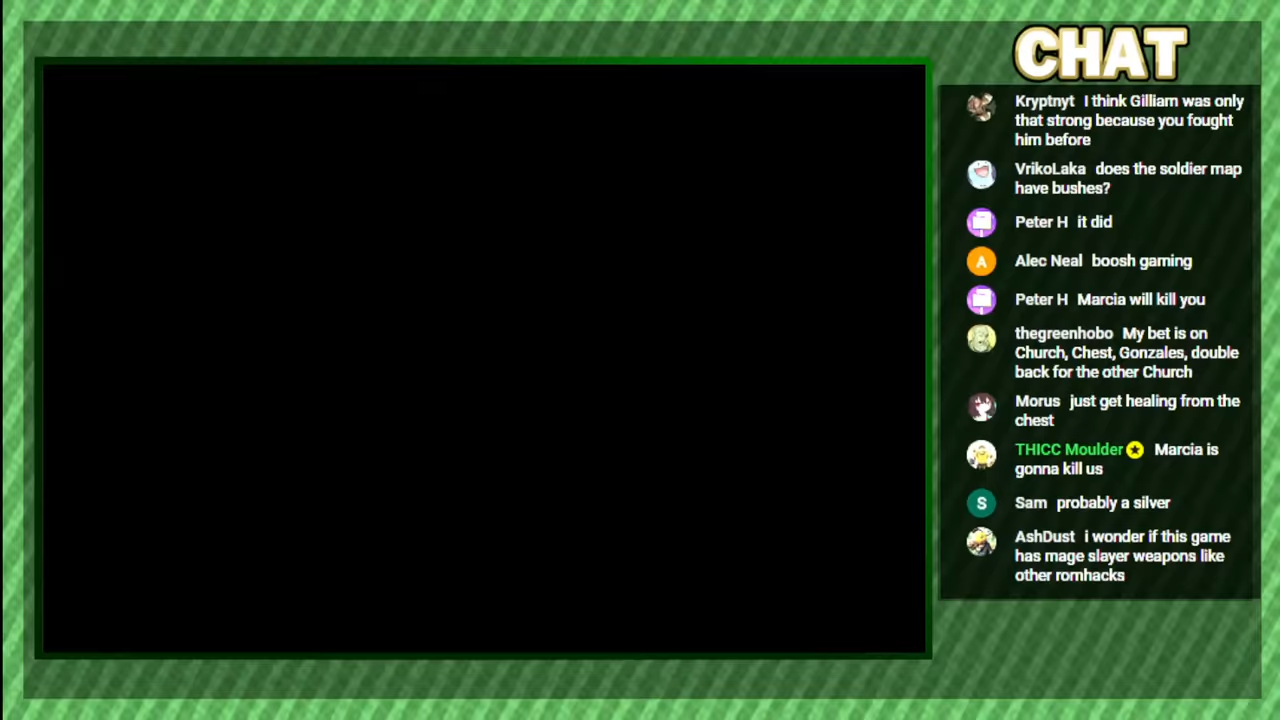 CHAT
Kryptnyt I think Gilliam was only
that strong because you fought
him before
VrikoLaka does the soldier map
have bushes?
Peter H it did
A Alec Neal boosh gaming
Peter H Marcia will kill you
thegreenhobo My bet is on
Church, Chest, Gonzales, double
back for the other Church
Morus just get healing from the
chest
THICC Moulder Marcia is
gonna kill us
S Sam probably a silver
AshDust i wonder if this game
has mage slayer weapons like
other romhacks